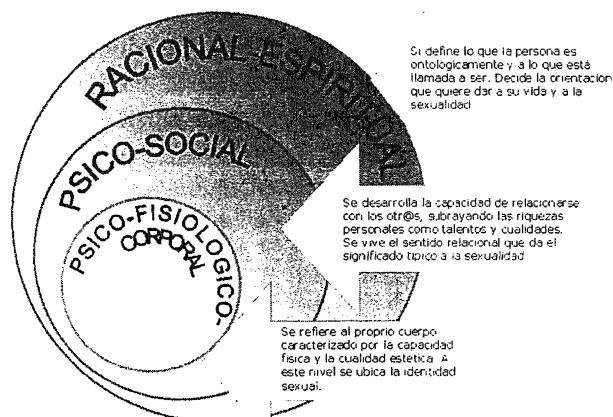 RACIONAL-ESPIRITUAL
Si define lo que la persona es
ontologicamente y a lo que está
llamada a ser. Decide la orientacion
que quiere dar a su vida y a la
sexualidad
PSICO-SOCIAL
Se desarrolla la capacidad de relacionarse
con los otr@s, subrayando las riquezas
personales como talentos y cualidades.
Se vive el sentido relacional que da el
significado tipico a la sexualidad
PSICO-FISIOLOGICO-
CORPORAL
Se refiere al proprio cuerpo
caracterizado por la capacidad
fisica y la cualidad estetica. A
este nivel se ubica la identidad
sexual.